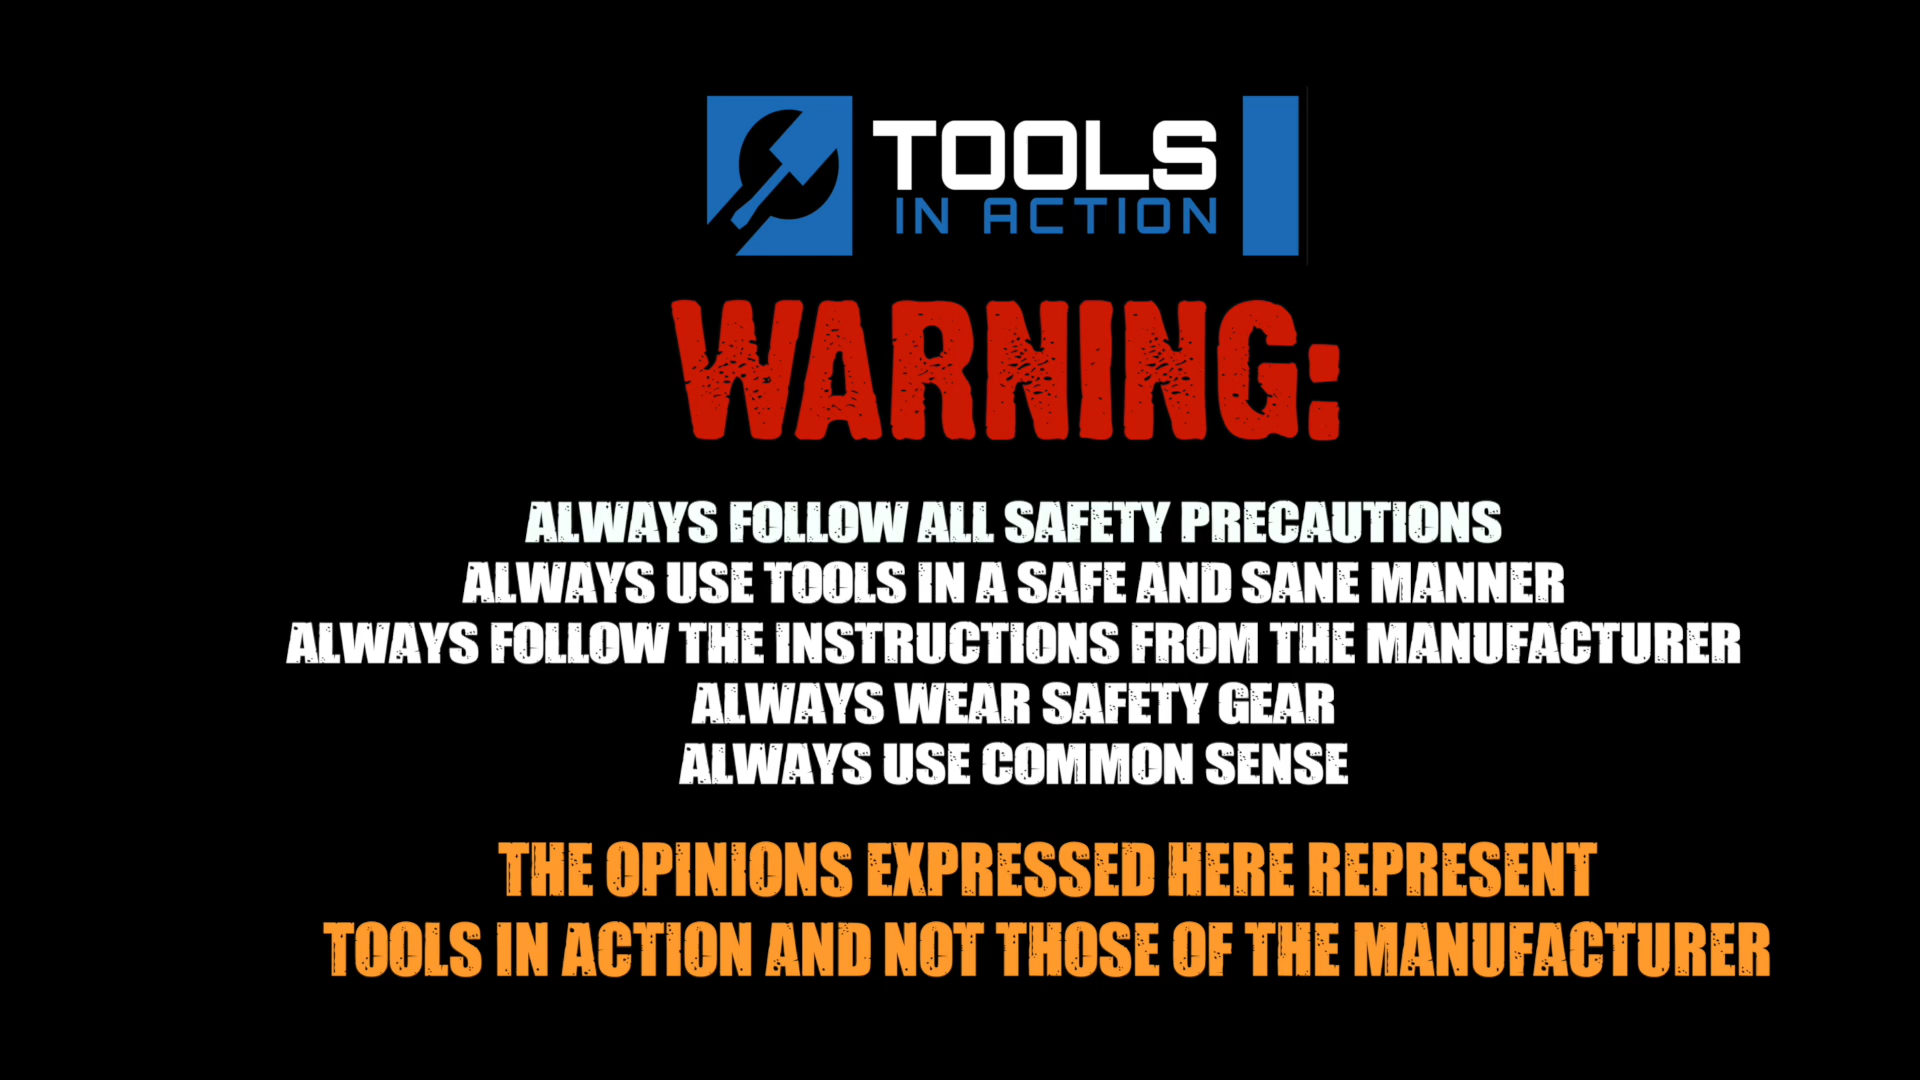 TOOLS
IN ACTION
WARNING:
ALWAYS FOLLOW ALL SAFETY PRECAUTIONS
ALWAYS USE TOOLS IN A SAFE AND SANE MANNER
ALWAYS FOLLOW THE INSTRUCTIONS FROM THE MANUFACTURER
ALWAYS WEAR SAFETY GEAR
ALWAYS USE COMMON SENSE
THE OPINIONS EXPRESSED HERE REPRESENT
TOOLS IN ACTION AND NOT THOSE OF THE MANUFACTURER